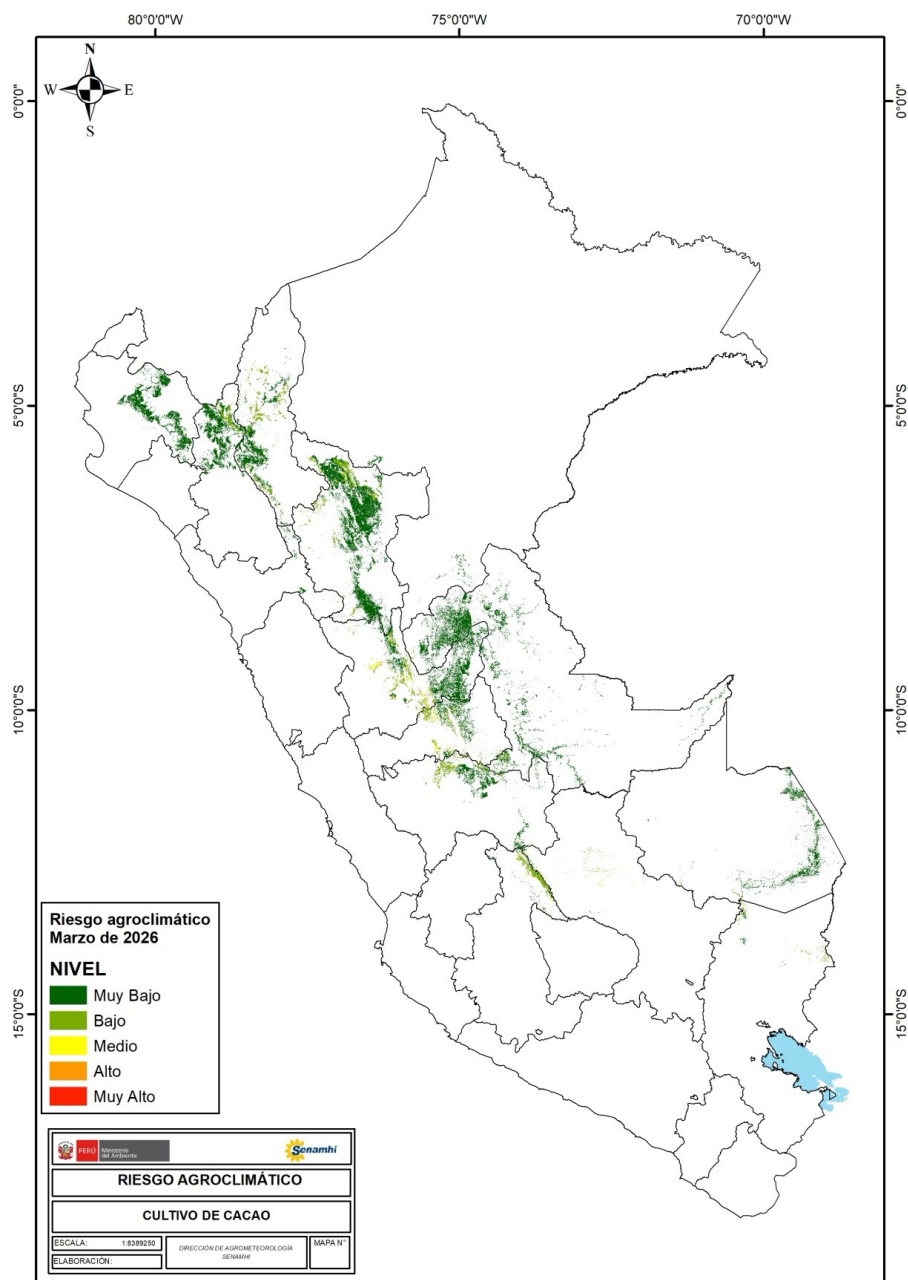 80°0'0"W
75°0'0"W
70°0'0"W
N
W
E
S
0°0'0"
0°0'0"
5°0'0"S
5°0'0"S
10°0'0"S
10°0'0"S
15°0'0"S
15°0'0"S
Riesgo agroclimático
Marzo de 2026
NIVEL
Muy Bajo
Bajo
Medio
Alto
Muy Alto
PERÚ
Ministerio
del Ambiente
Senamhi
RIESGO AGROCLIMÁTICO
CULTIVO DE CACAO
ESCALA: 1:8389250
DIRECCIÓN DE AGROMETEOROLOGÍA
SENAMHI
MAPA N°
ELABORACIÓN: